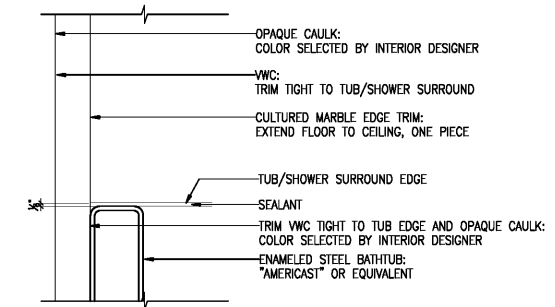 OPAQUE CAULK:
COLOR SELECTED BY INTERIOR DESIGNER
VWC:
TRIM TIGHT TO TUB/SHOWER SURROUND
CULTURED MARBLE EDGE TRIM:
EXTEND FLOOR TO CEILING, ONE PIECE
TUB/SHOWER SURROUND EDGE
SEALANT
TRIM VWC TIGHT TO TUB EDGE AND OPAQUE CAULK:
COLOR SELECTED BY INTERIOR DESIGNER
ENAMELED STEEL BATHTUB:
"AMERICAST" OR EQUIVALENT